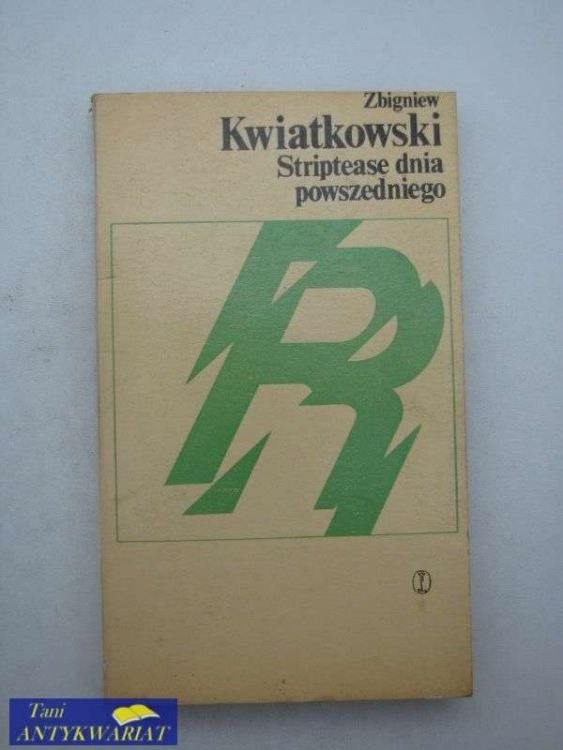 Zbigniew
Kwiatkowski
Striptease dnia
powszedniego
R
Tani
ANTYKWARIAT